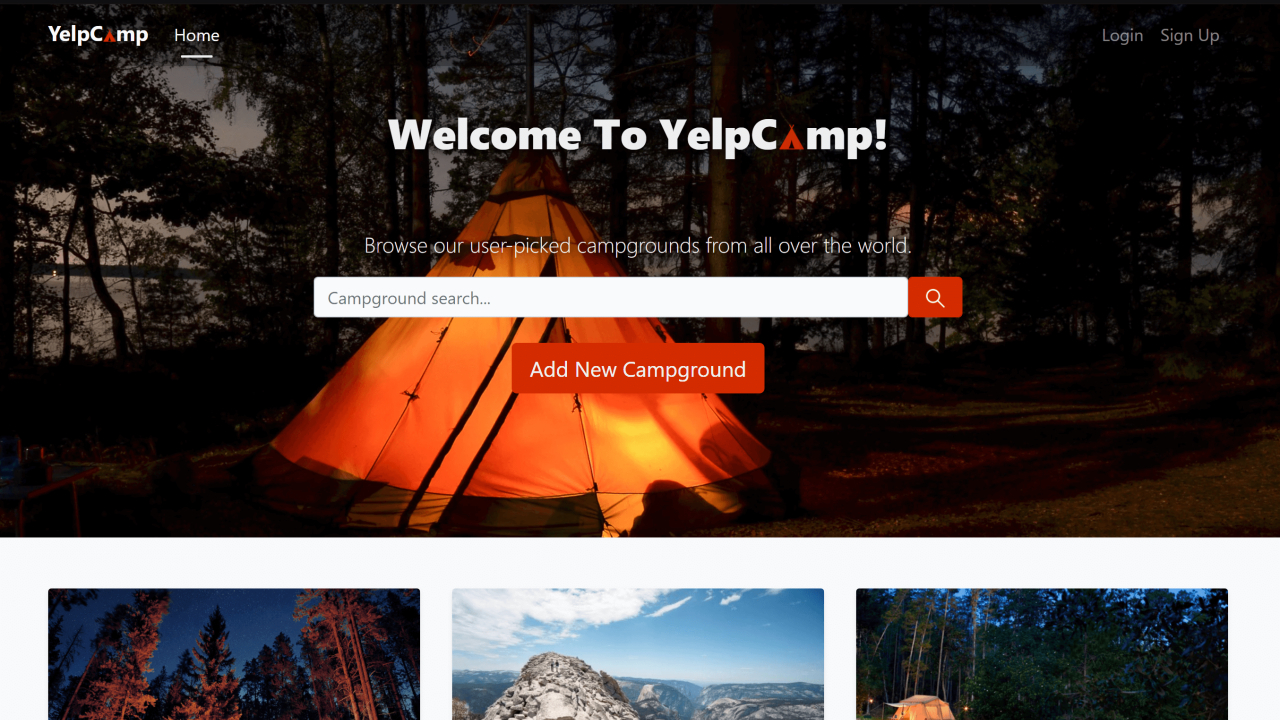 YelpCamp Home Login Sign Up
Welcome To YelpCamp!
Browse our user-picked campgrounds from all over the world.
Campground search...
Add New Campground